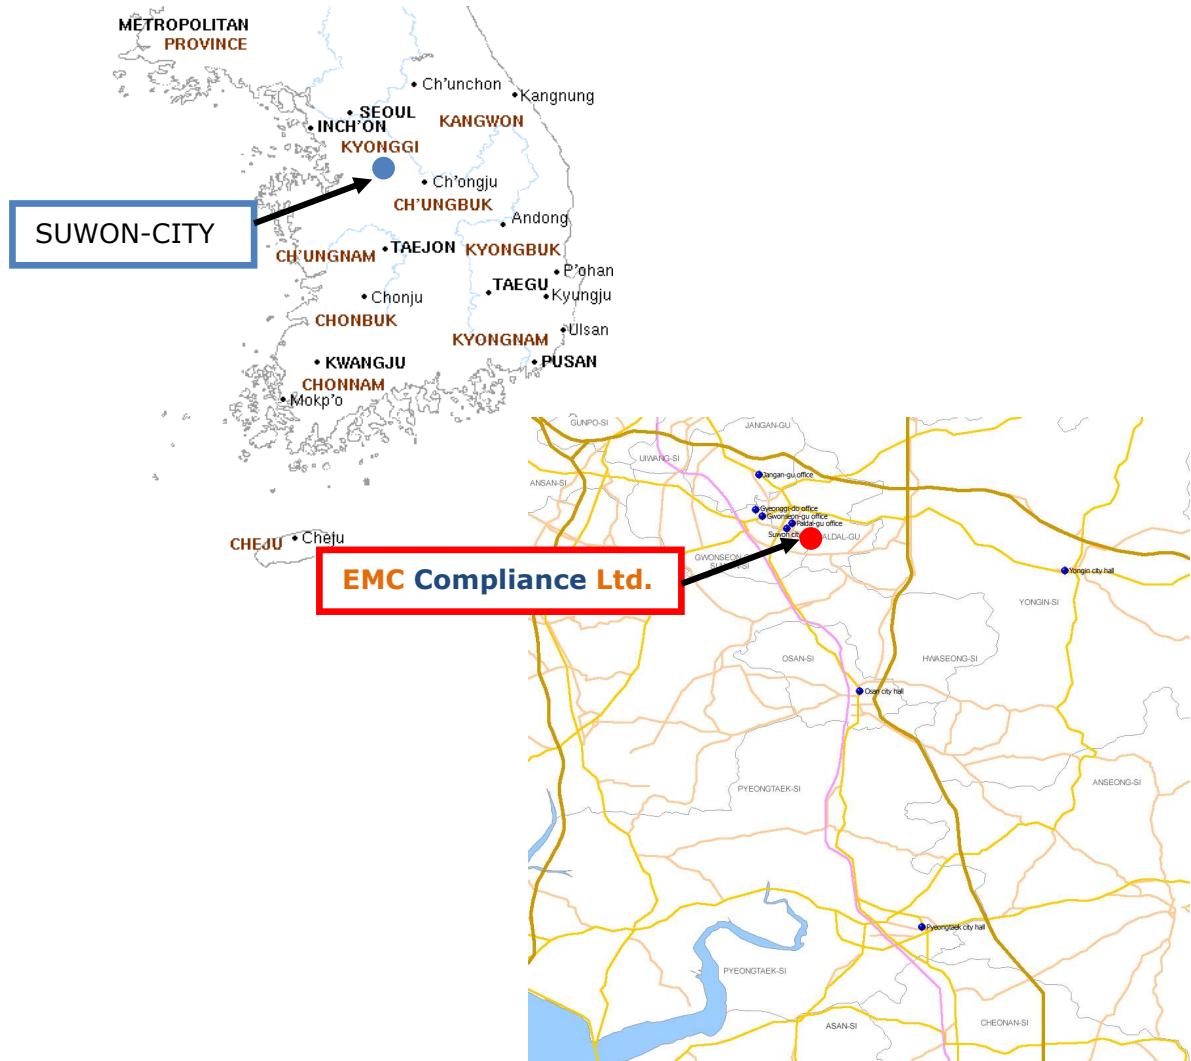 METROPOLITAN
PROVINCE
Ch'unchon
Kangnung
SEOUL
KANGWON
INCH'ON
KYONGGI
Ch'ongju
CH'UNGBUK
SUWON-CITY
Andong
CH'UNGNAM
TAEJON
KYONGBUK
P'ohan
TAEGU
Kyungju
Chonju
CHONBUK
Ulsan
KYONGNAM
KWANGJU
PUSAN
CHONNAM
Mokp'o
CHEJU
Cheju
EMC Compliance Ltd.
GUNPO-SI
JANGAN-GU
UIWANG-SI
Jangan-gu office
ANSAN-SI
Gyeonggi-do office
Gwonseon-gu office
Paldal-gu office
Suwon city
ALDAL-GU
GWONSEON-
Yongin city hall
YONGIN-SI
OSAN-SI
HWASEONG-SI
Osan city hall
PYEONGTAEK-SI
ANSEONG-SI
Pyeongtaek city hall
PYEONGTAEK-SI
ASAN-SI
CHEONAN-SI